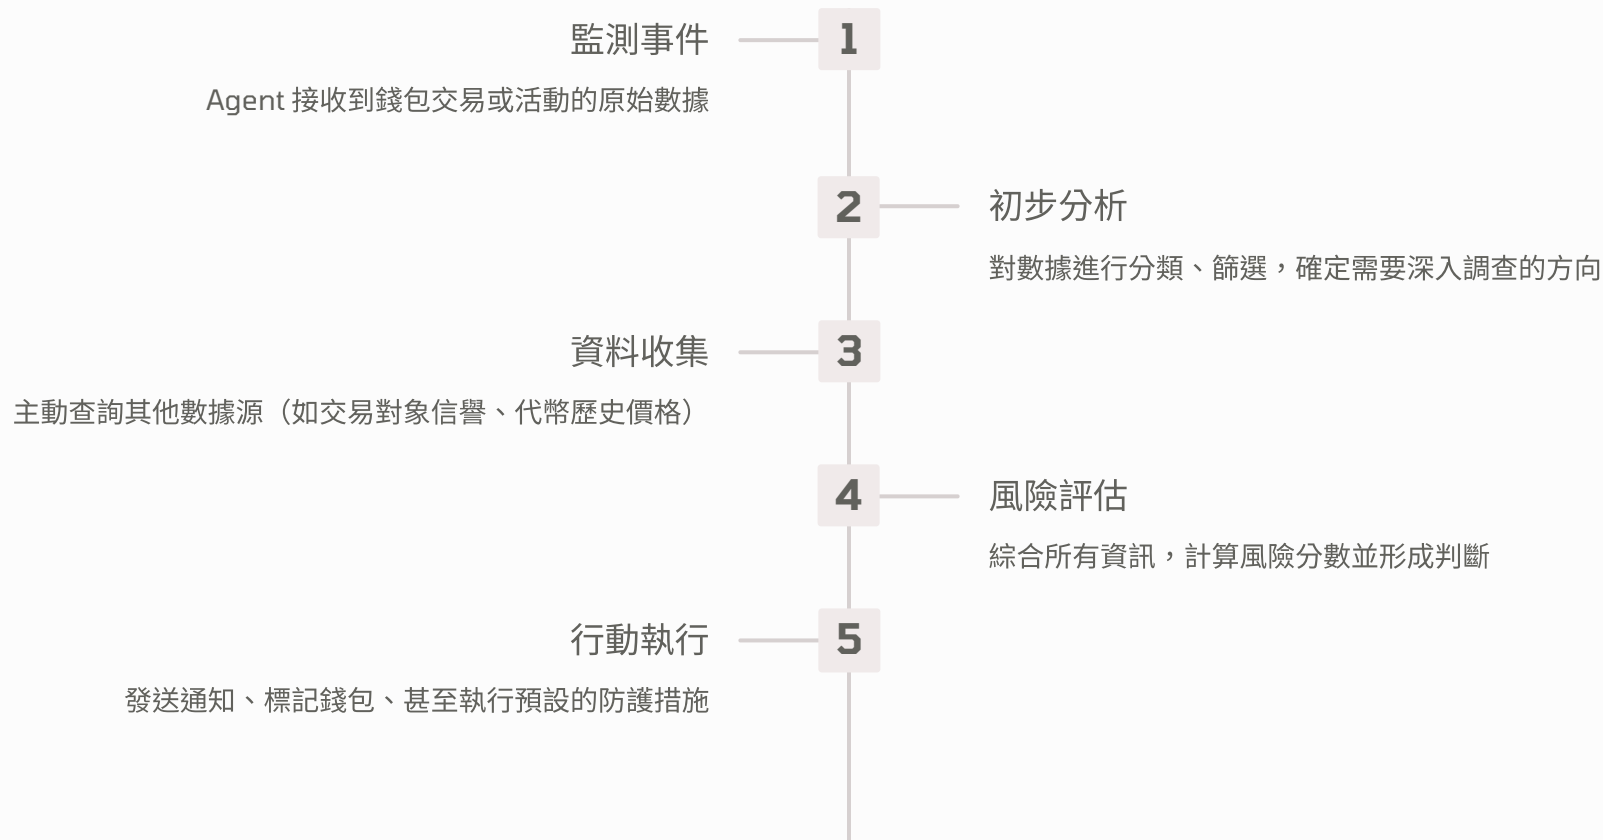 監測事件
1
Agent 接收到錢包交易或活動的原始數據
2
初步分析
對數據進行分類、篩選，確定需要深入調查的方向
資料收集
3
主動查詢其他數據源（如交易對象信譽、代幣歷史價格）
4
風險評估
綜合所有資訊，計算風險分數並形成判斷
行動執行
5
發送通知、標記錢包、甚至執行預設的防護措施